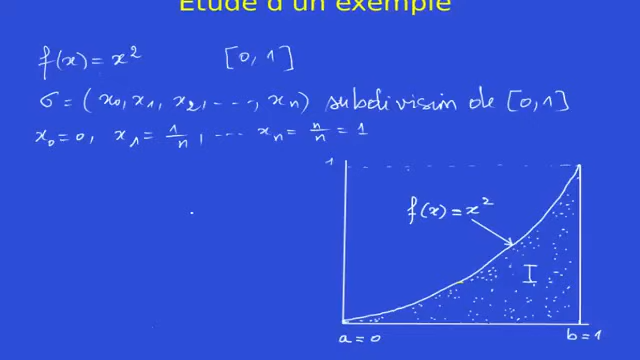 Etude d'un exemple
f(x) = x² [0, 1]
σ = (x₀, x₁, x₂, ..., xₙ) subdivision de [0, 1]
x₀ = 0, x₁ = 1/n, ... xₙ = n/n = 1
1
f(x) = x²
I
a = 0 b = 1